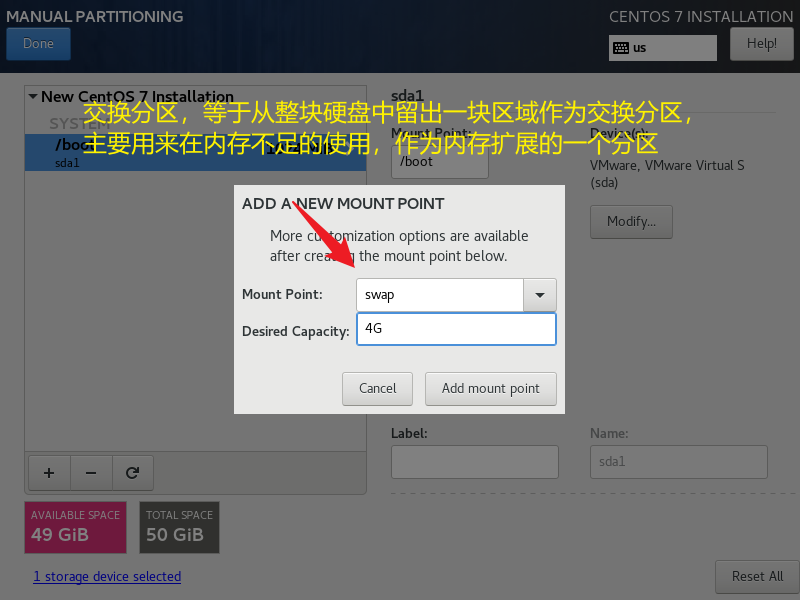 MANUAL PARTITIONING
CENTOS 7 INSTALLATION
Done
us
Help!
New CentOS 7 Installation
sda1
交换分区，等于从整块硬盘中留出一块区域作为交换分区，
主要用来在内存不足的使用，作为内存扩展的一个分区
SYSTEM
/boot
sda1
Mount Point:
/boot
Device(s):
VMware, VMware Virtual S
(sda)
Modify...
ADD A NEW MOUNT POINT
More customization options are available
after creating the mount point below.
Mount Point:
swap
Desired Capacity:
4G
Cancel
Add mount point
Label:
Name:
sda1
AVAILABLE SPACE
49 GiB
TOTAL SPACE
50 GiB
1 storage device selected
Reset All